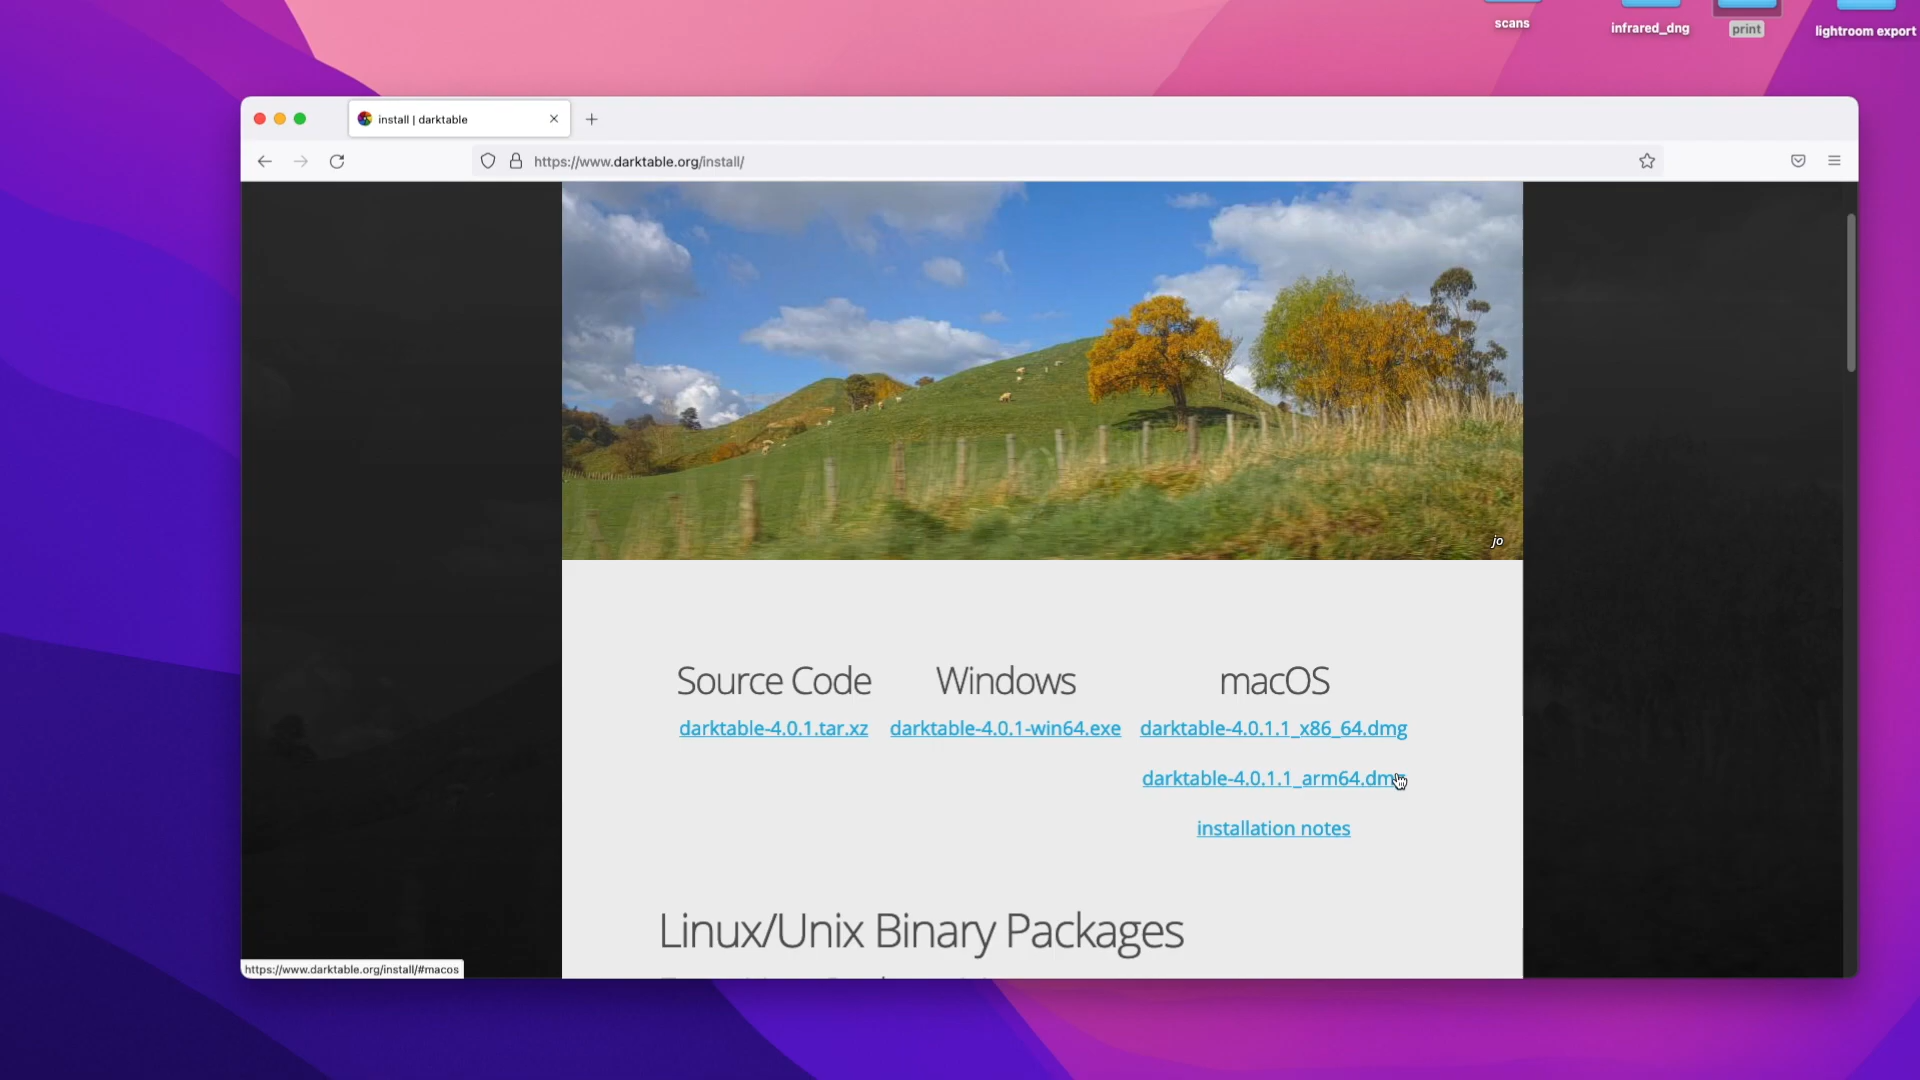 scans
infrared_dng
print
lightroom export
install | darktable
https://www.darktable.org/install/
jo
Source Code
Windows
macOS
darktable-4.0.1.tar.xz
darktable-4.0.1-win64.exe
darktable-4.0.1.1_x86_64.dmg
darktable-4.0.1.1_arm64.dmg
installation notes
Linux/Unix Binary Packages
https://www.darktable.org/install/#macos